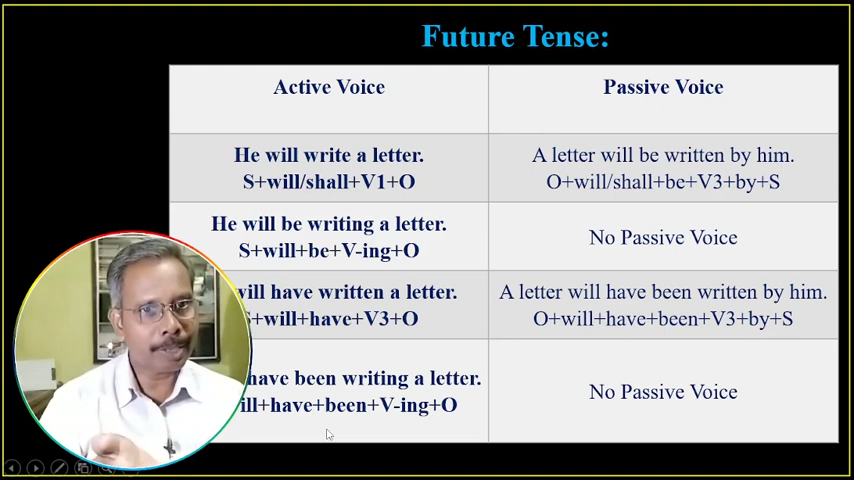 Future Tense:
Active Voice
Passive Voice
He will write a letter.
S+will/shall+V1+O
A letter will be written by him.
O+will/shall+be+V3+by+S
He will be writing a letter.
S+will+be+V-ing+O
No Passive Voice
will have written a letter.
S+will+have+V3+O
A letter will have been written by him.
O+will+have+been+V3+by+S
have been writing a letter.
ill+have+been+V-ing+O
No Passive Voice